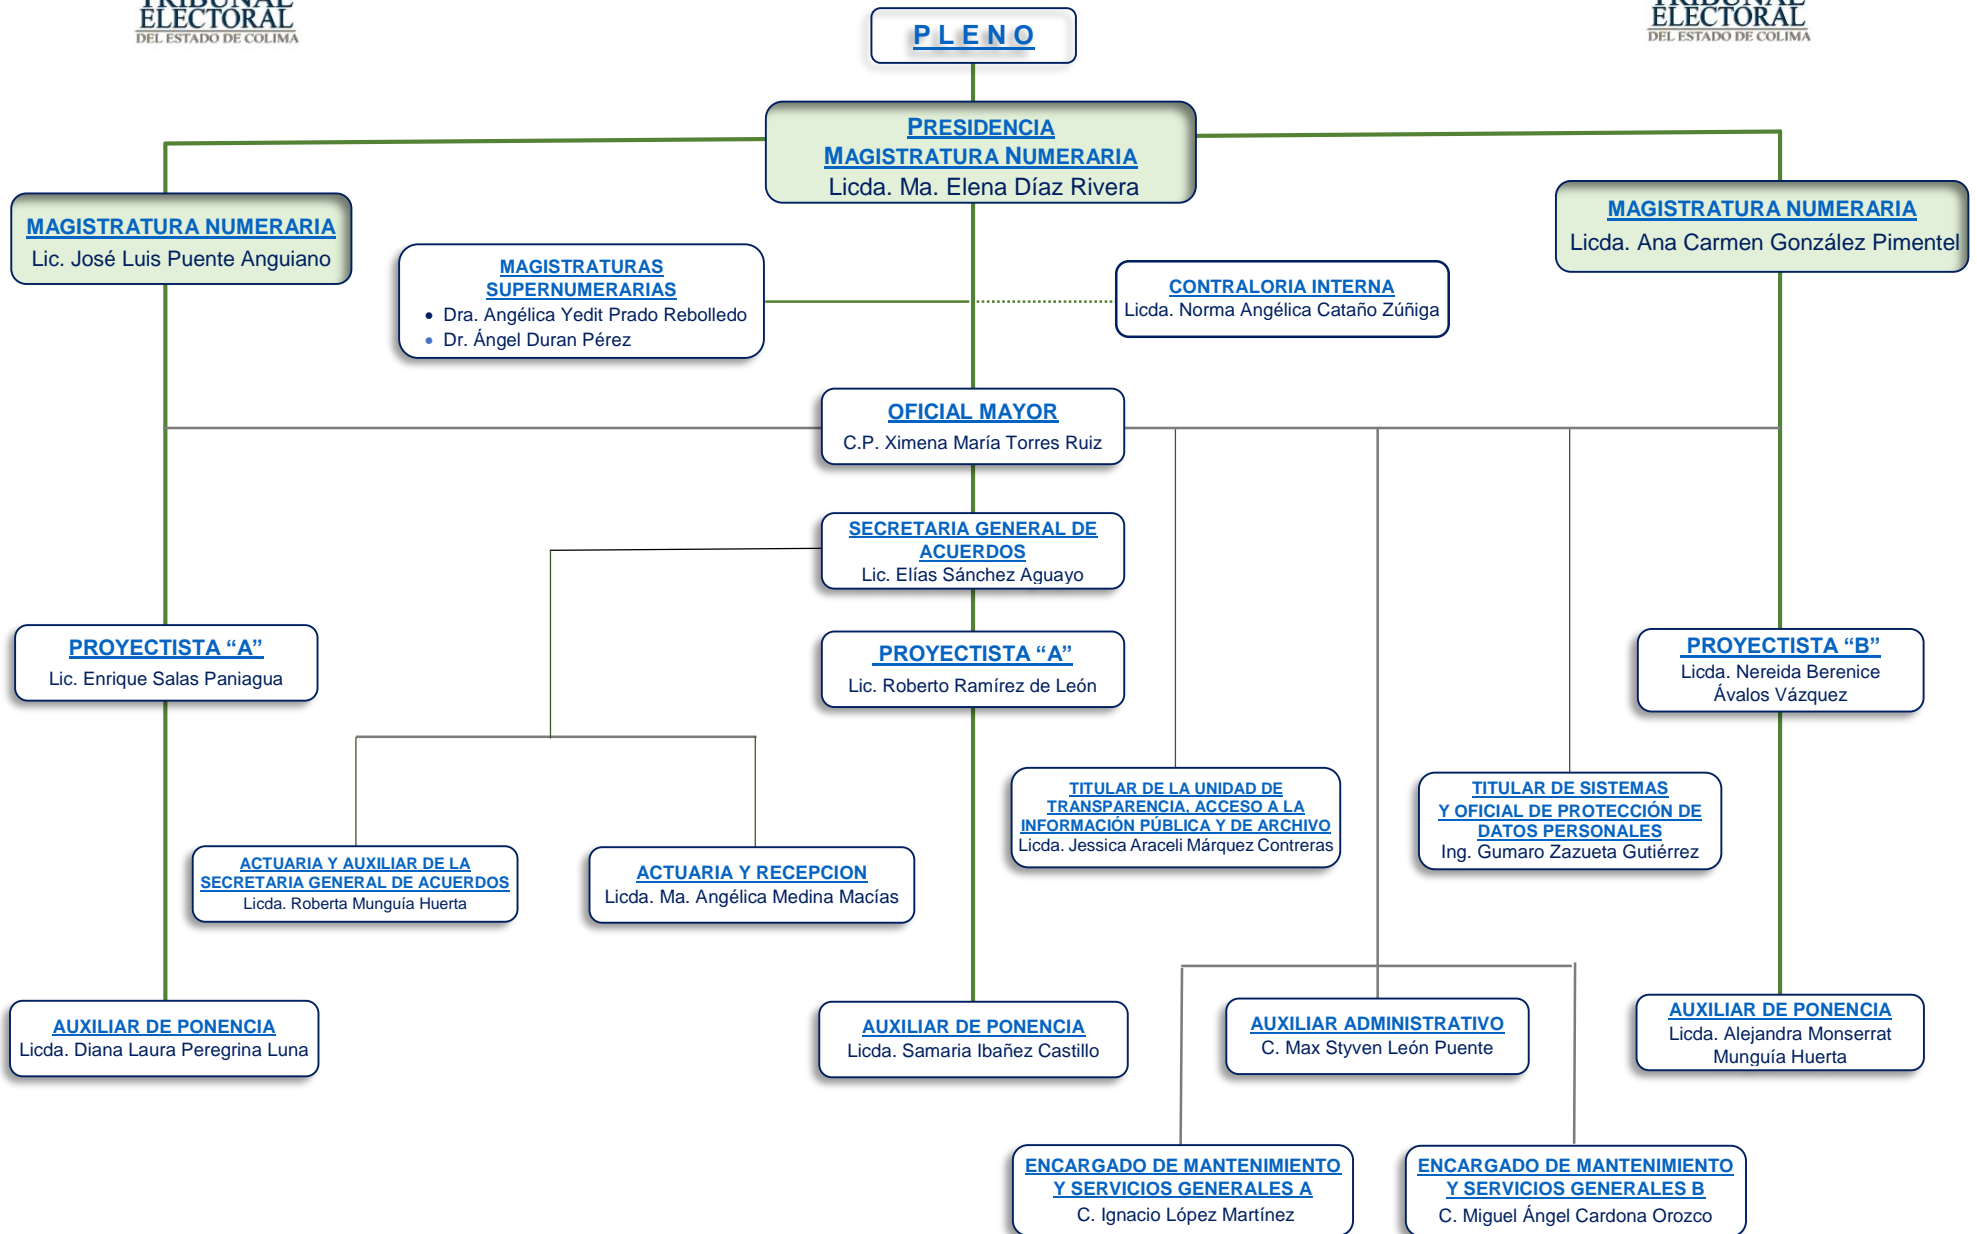 TRIBUNAL
ELECTORAL
DEL ESTADO DE COLIMA
TRIBUNAL
ELECTORAL
DEL ESTADO DE COLIMA
P L E N O
PRESIDENCIA
MAGISTRATURA NUMERARIA
Licda. Ma. Elena Díaz Rivera
MAGISTRATURA NUMERARIA
Lic. José Luis Puente Anguiano
MAGISTRATURA NUMERARIA
Licda. Ana Carmen González Pimentel
MAGISTRATURAS
SUPERNUMERARIAS
• Dra. Angélica Yedit Prado Rebolledo
• Dr. Ángel Duran Pérez
CONTRALORIA INTERNA
Licda. Norma Angélica Cataño Zúñiga
OFICIAL MAYOR
C.P. Ximena María Torres Ruiz
SECRETARIA GENERAL DE
ACUERDOS
Lic. Elías Sánchez Aguayo
PROYECTISTA “A”
Lic. Enrique Salas Paniagua
PROYECTISTA “A”
Lic. Roberto Ramírez de León
PROYECTISTA “B”
Licda. Nereida Berenice
Ávalos Vázquez
TITULAR DE LA UNIDAD DE
TRANSPARENCIA, ACCESO A LA
INFORMACIÓN PÚBLICA Y DE ARCHIVO
Licda. Jessica Araceli Márquez Contreras
TITULAR DE SISTEMAS
Y OFICIAL DE PROTECCIÓN DE
DATOS PERSONALES
Ing. Gumaro Zazueta Gutiérrez
ACTUARIA Y AUXILIAR DE LA
SECRETARIA GENERAL DE ACUERDOS
Licda. Roberta Munguía Huerta
ACTUARIA Y RECEPCION
Licda. Ma. Angélica Medina Macías
AUXILIAR DE PONENCIA
Licda. Diana Laura Peregrina Luna
AUXILIAR DE PONENCIA
Licda. Samaria Ibañez Castillo
AUXILIAR ADMINISTRATIVO
C. Max Styven León Puente
AUXILIAR DE PONENCIA
Licda. Alejandra Monserrat
Munguía Huerta
ENCARGADO DE MANTENIMIENTO
Y SERVICIOS GENERALES A
C. Ignacio López Martínez
ENCARGADO DE MANTENIMIENTO
Y SERVICIOS GENERALES B
C. Miguel Ángel Cardona Orozco